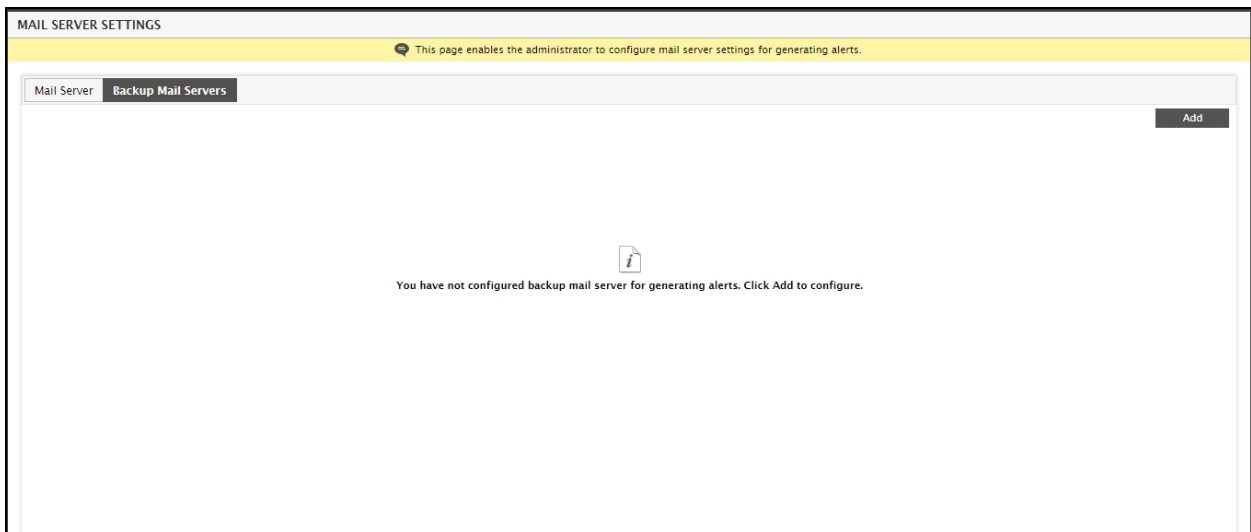 MAIL SERVER SETTINGS
This page enables the administrator to configure mail server settings for generating alerts.
Mail Server Backup Mail Servers
Add
i
You have not configured backup mail server for generating alerts. Click Add to configure.